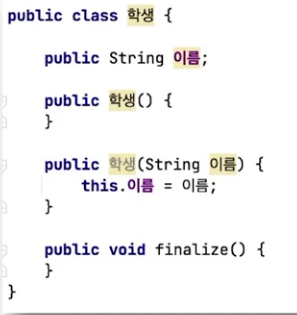 public class 학생 {
public String 이름;
public 학생() {
}
public 학생(String 이름) {
this.이름 = 이름;
}
public void finalize() {
}
}